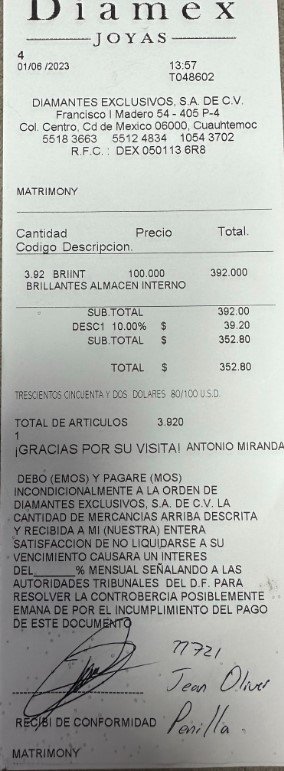 Diamex
JOYAS
4
01/06 /2023 13:57
T048602
DIAMANTES EXCLUSIVOS, S.A. DE C.V.
Francisco I Madero 54 - 405 P-4
Col. Centro, Cd de Mexico 06000, Cuauhtemoc
5518 3663 5512 4834 1054 3702
R.F.C. : DEX 050113 6R8
MATRIMONY
Cantidad Precio Total.
Codigo Descripcion.
3.92 BRIINT 100.000 392.000
BRILLANTES ALMACEN INTERNO
SUB.TOTAL 392.00
DESC1 10.00% $ 39.20
SUB.TOTAL $ 352.80
TOTAL $ 352.80
TRESCIENTOS CINCUENTA Y DOS DOLARES 80/100 U.S.D.
TOTAL DE ARTICULOS 3.920
1
¡GRACIAS POR SU VISITA! ANTONIO MIRANDA
DEBO (EMOS) Y PAGARE (MOS)
INCONDICIONALMENTE A LA ORDEN DE
DIAMANTES EXCLUSIVOS, S.A. DE C.V. LA
CANTIDAD DE MERCANCIAS ARRIBA DESCRITA
Y RECIBIDA A MI (NUESTRA) ENTERA
SATISFACCION DE NO LIQUIDARSE A SU
VENCIMIENTO CAUSARA UN INTERES
DEL______% MENSUAL SEÑALANDO A LAS
AUTORIDADES TRIBUNALES DEL D.F. PARA
RESOLVER LA CONTROBERCIA POSIBLEMENTE
EMANA DE POR EL INCUMPLIMIENTO DEL PAGO
DE ESTE DOCUMENTO
77721
Jean Oliver
RECIBI DE CONFORMIDAD Penilla.
MATRIMONY